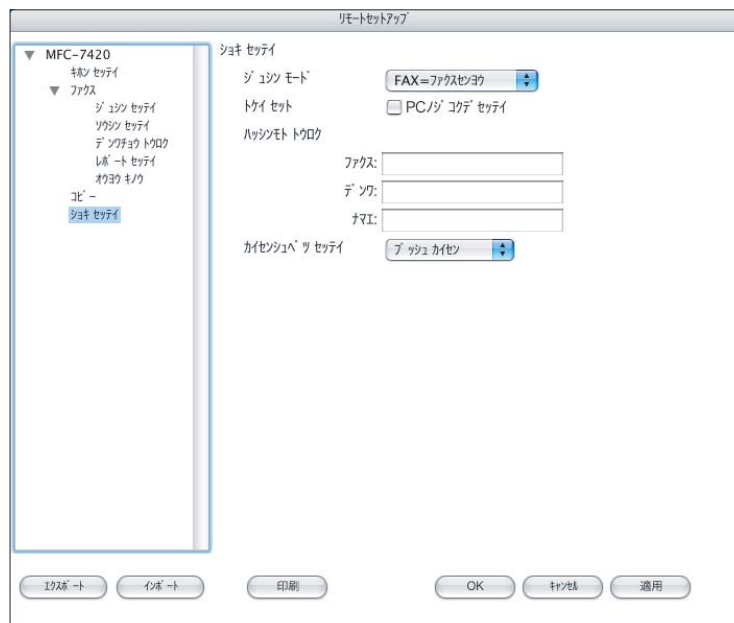 ﾘﾓｰﾄｾｯﾄｱｯﾌﾟ
MFC-7420
ｷﾎﾝ ｾｯﾃｲ
ﾌｧｸｽ
ｼﾞｭｼﾝ ｾｯﾃｲ
ｿｳｼﾝ ｾｯﾃｲ
ﾃﾞﾝﾜﾁｮｳ ﾄｳﾛｸ
ﾚﾎﾟｰﾄ ｾｯﾃｲ
ｵｳﾖｳ ｷﾉｳ
ｺﾋﾟｰ
ｼｮｷ ｾｯﾃｲ
ｼｮｷ ｾｯﾃｲ
ｼﾞｭｼﾝ ﾓｰﾄﾞ FAX=ﾌｧｸｽｾﾝﾖｳ
ﾄｹｲ ｾｯﾄ PCﾉｼﾞｺｸﾃﾞ ｾｯﾃｲ
ﾊｯｼﾝﾓﾄ ﾄｳﾛｸ
ﾌｧｸｽ:
ﾃﾞﾝﾜ:
ﾅﾏｴ:
ｶｲｾﾝｼｭﾍﾞﾂ ｾｯﾃｲ ﾌﾟｯｼｭ ｶｲｾﾝ
ｴｸｽﾎﾟｰﾄ ｲﾝﾎﾟｰﾄ 印刷 OK ｷｬﾝｾﾙ 適用